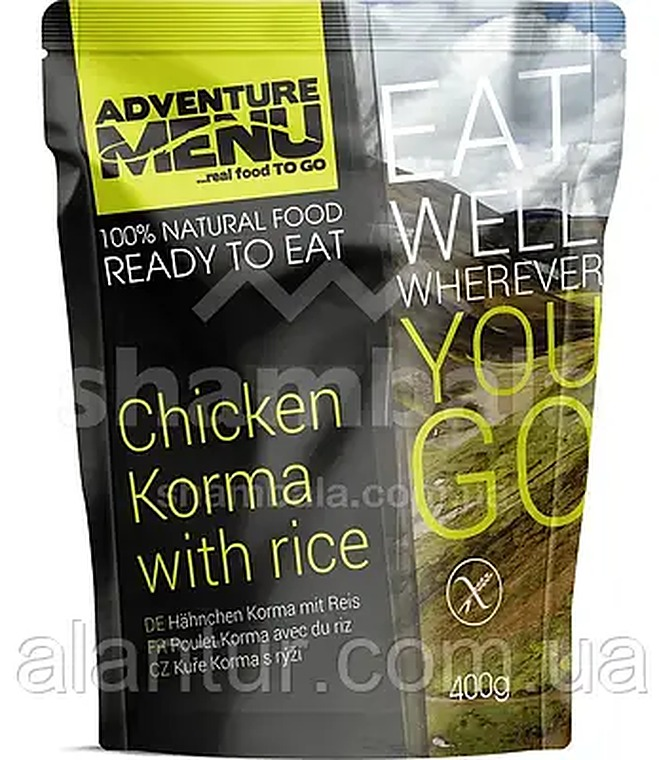 ADVENTURE
MENU
...real food TO GO
100% NATURAL FOOD
READY TO EAT
EAT
WELL
WHEREVER
YOU
GO
shambala
Chicken
Korma
with rice
shambala.com.ua
DE Hähnchen Korma mit Reis
FR Poulet Korma avec du riz
CZ Kuře Korma s rýží
alantur.com.ua
400g